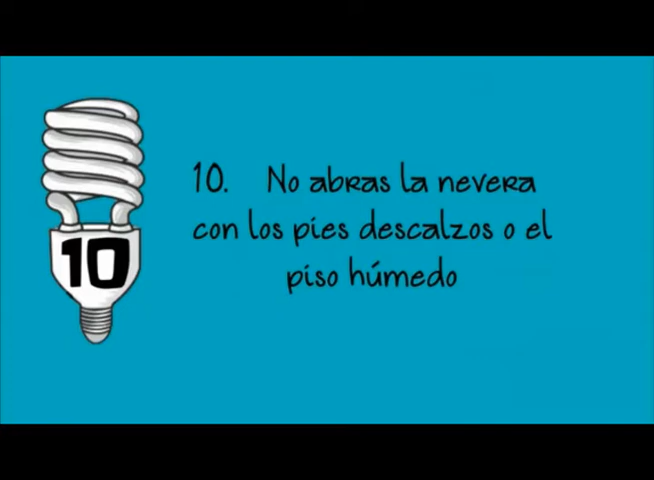 10
10. No abras la nevera
con los pies descalzos o el
piso húmedo